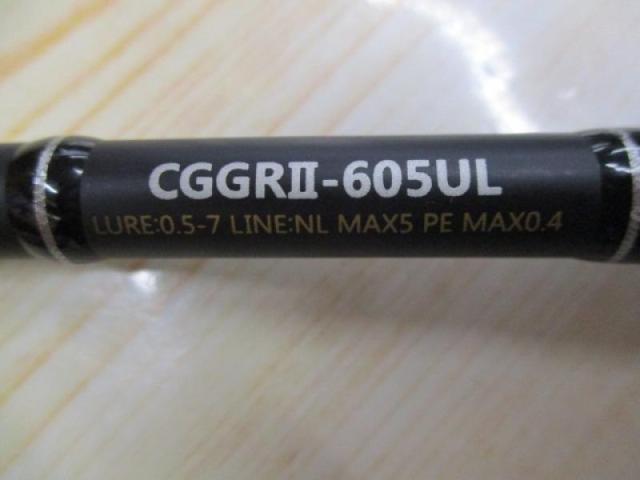 CGGRⅡ-605UL
LURE:0.5-7 LINE:NL MAX5 PE MAX0.4